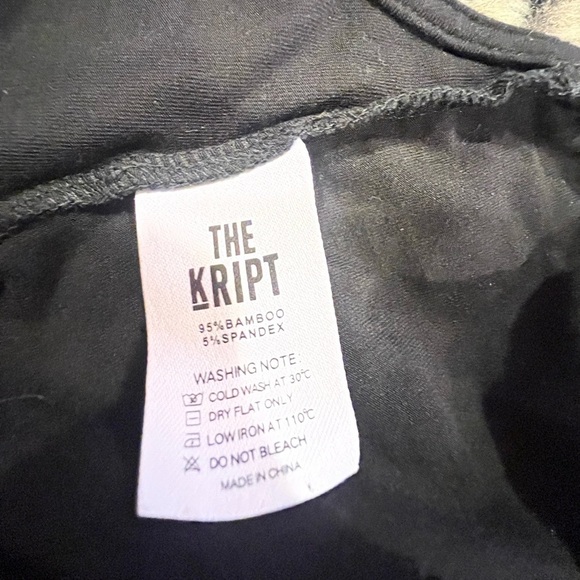 THE
KRIPT
95%BAMBOO
5%SPANDEX
WASHING NOTE:
COLD WASH AT 30℃
DRY FLAT ONLY
LOW IRON AT 110℃
DO NOT BLEACH
MADE IN CHINA